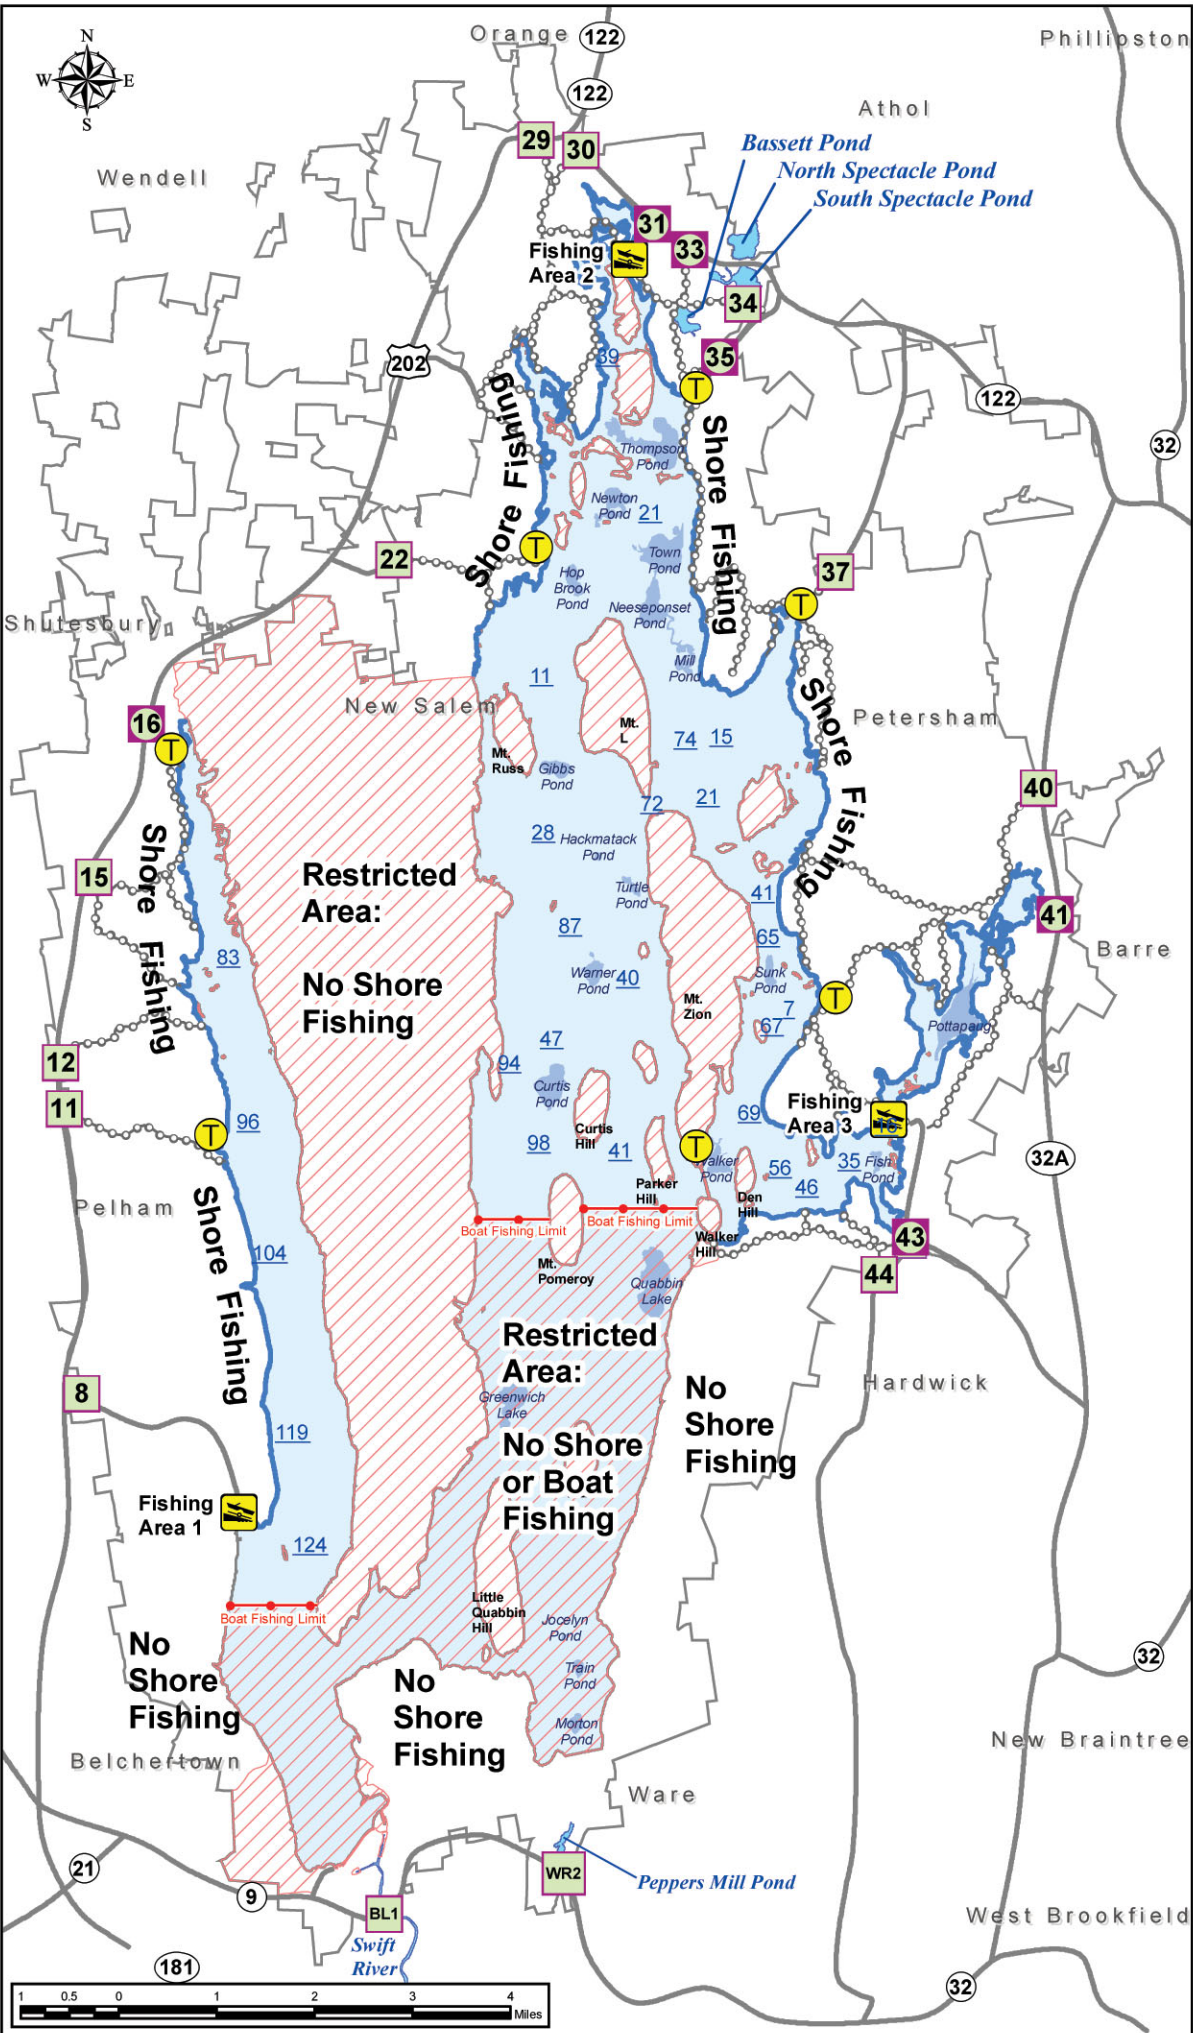 Orange
122
Phillipston
N
W
E
S
122
Athol
29
30
Bassett Pond
North Spectacle Pond
South Spectacle Pond
Wendell
31
33
Fishing
Area 2
34
39
35
202
T
122
32
Shore Fishing
Shore Fishing
Thompson
Pond
Newton
Pond
21
T
22
Town
Pond
37
Hop
Brook
Pond
Neeseponset
Pond
T
Shutesbury
Mill
Pond
11
New Salem
16
T
Mt.
L
74
15
Shore Fishing
Petersham
Mt.
Russ
Gibbs
Pond
72
21
40
28
Hackmatack
Pond
Shore Fishing
15
Restricted
Area:
No Shore
Fishing
Turtle
Pond
41
41
87
65
Barre
83
Warner
Pond
40
Sunk
Pond
T
Mt.
Zion
7
67
Pottapaug
12
47
94
11
Curtis
Pond
69
Fishing
Area 3
96
T
98
Curtis
Hill
41
T
Walker
Pond
56
35
Fish
Pond
32A
46
Parker
Hill
Den
Hill
Pelham
Shore Fishing
Boat Fishing Limit
Boat Fishing Limit
Walker
Hill
43
104
Mt.
Pomeroy
44
Quabbin
Lake
Restricted
Area:
No Shore
or Boat
Fishing
8
Greenwich
Lake
No
Shore
Fishing
Hardwick
119
Fishing
Area 1
124
Boat Fishing Limit
Little
Quabbin
Hill
Jocelyn
Pond
No
Shore
Fishing
32
No
Shore
Fishing
Train
Pond
Morton
Pond
New Braintree
Belchertown
Ware
21
9
WR2
Peppers Mill Pond
BL1
West Brookfield
Swift
River
181
32
1 0.5 0 1 2 3 4
Miles